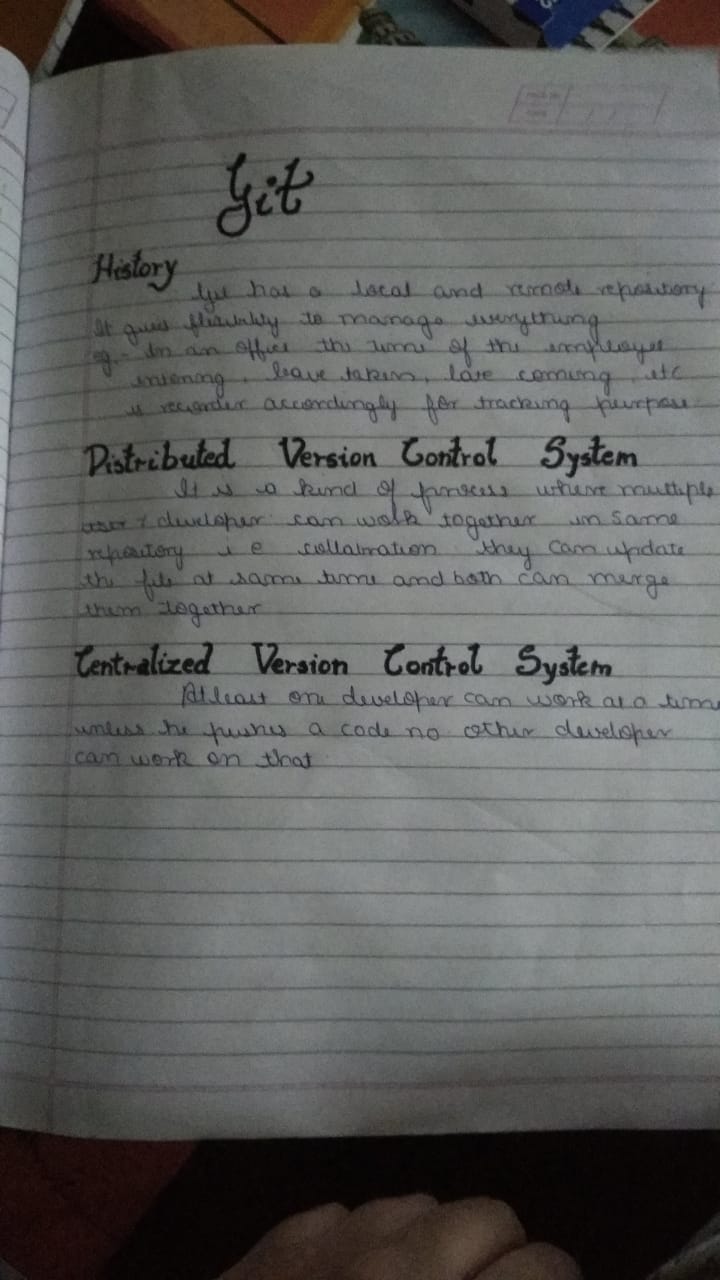 Git
History
Git has a local and remote repository
It gives flexibility to manage everything
eg.- In an office the time of the employee
entering, leave taken, late coming, etc
is recorder accordingly for tracking purpose.
Distributed Version Control System
It is a kind of process where multiple
user / developer can work together in same
repository i e collabration they can update
the file at same time and both can merge
them together
Centralized Version Control System
Atleast one developer can work at a time
unless he pushes a code no other developer
can work on that.